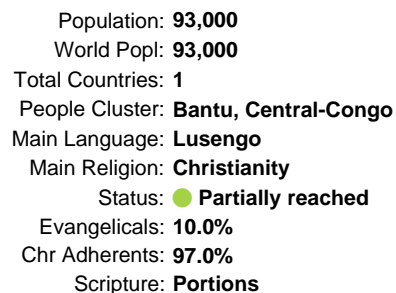 Population: 93,000
World Popl: 93,000
Total Countries: 1
People Cluster: Bantu, Central-Congo
Main Language: Lusengo
Main Religion: Christianity
Status: Partially reached
Evangelicals: 10.0%
Chr Adherents: 97.0%
Scripture: Portions